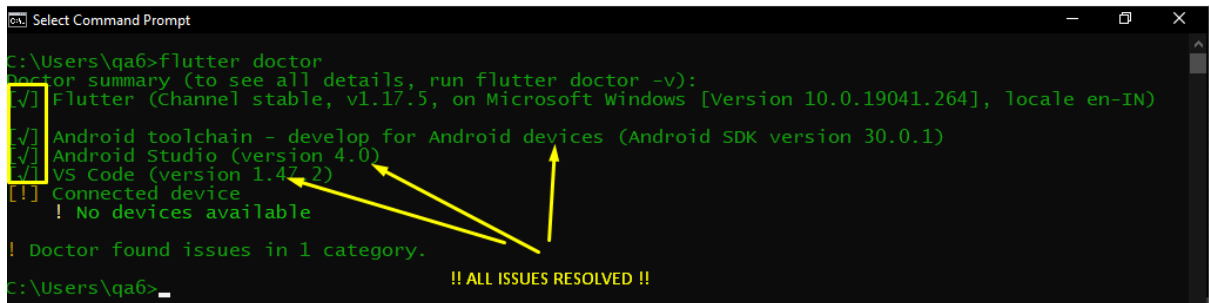 Select Command Prompt
C:\Users\qa6>flutter doctor
Doctor summary (to see all details, run flutter doctor -v):
[√] Flutter (Channel stable, v1.17.5, on Microsoft Windows [Version 10.0.19041.264], locale en-IN)
[√] Android toolchain - develop for Android devices (Android SDK version 30.0.1)
[√] Android Studio (version 4.0)
[√] VS Code (version 1.47.2)
[!] Connected device
! No devices available
! Doctor found issues in 1 category.
!! ALL ISSUES RESOLVED !!
C:\Users\qa6>